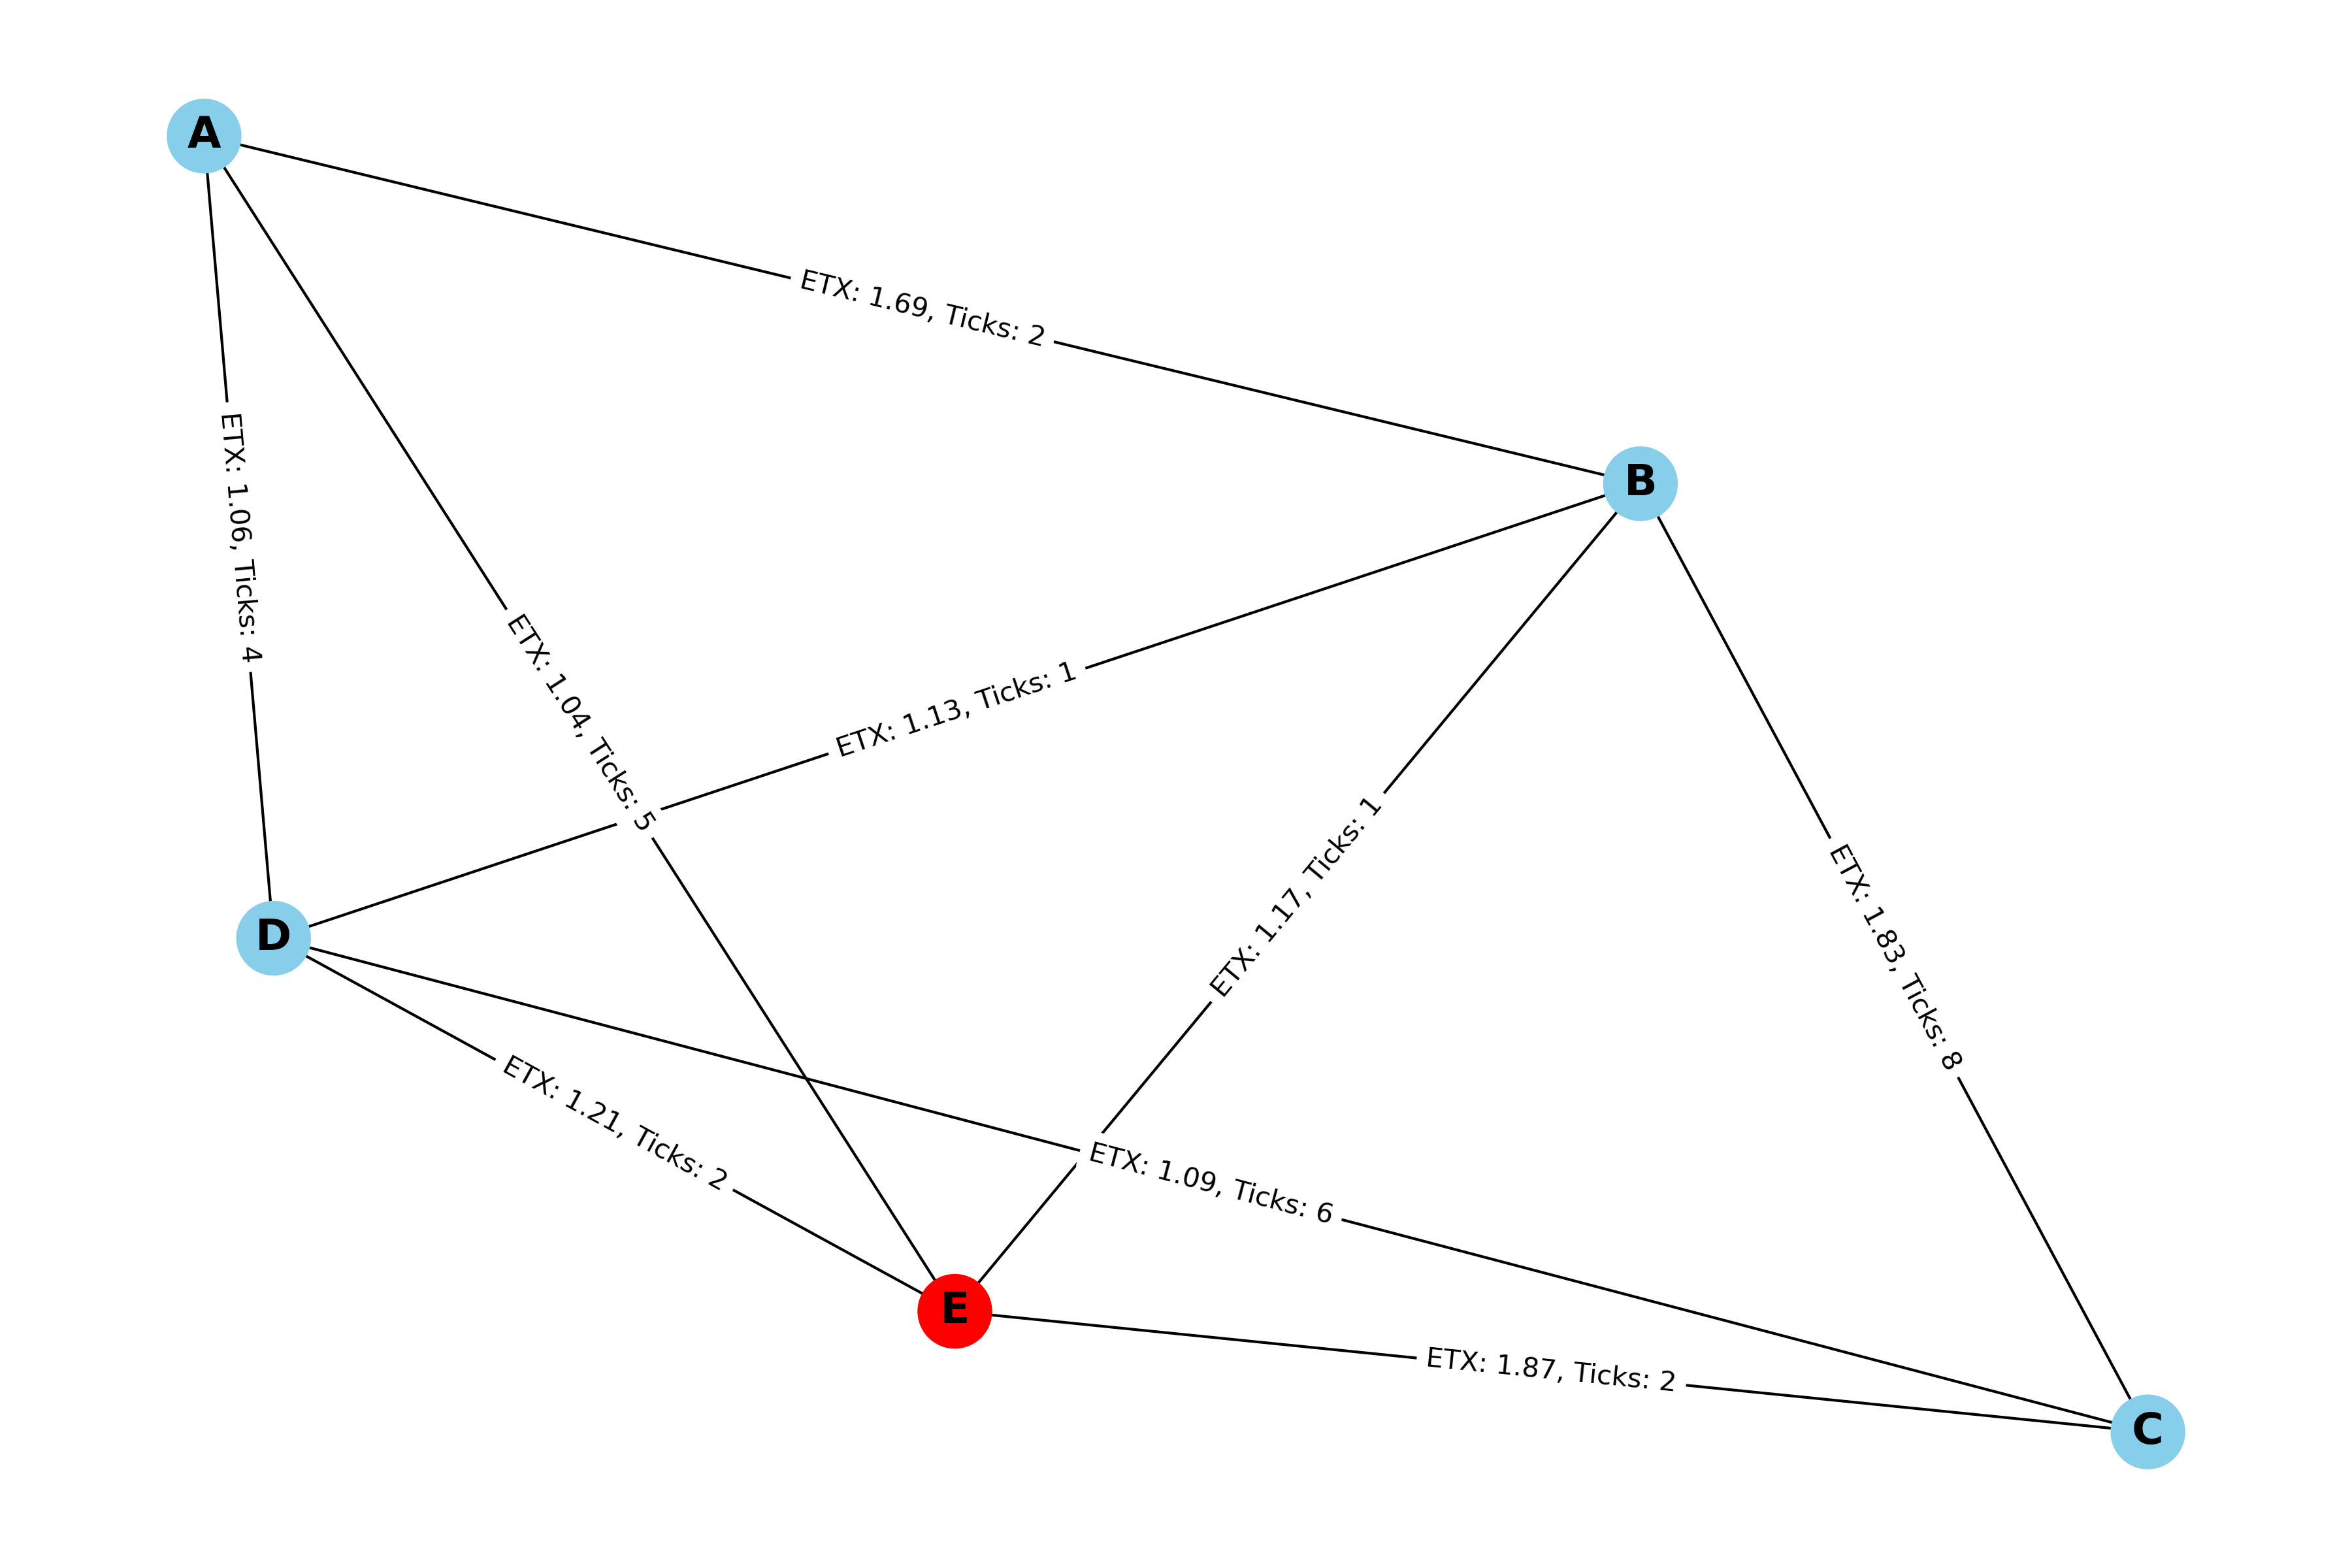 A
ETX: 1.69, Ticks: 2
B
ETX: 1.06, Ticks: 4
ETX: 1.04, Ticks: 5
ETX: 1.13, Ticks: 1
ETX: 1.17, Ticks: 1
ETX: 1.83, Ticks: 8
D
ETX: 1.21, Ticks: 2
ETX: 1.09, Ticks: 6
E
ETX: 1.87, Ticks: 2
C